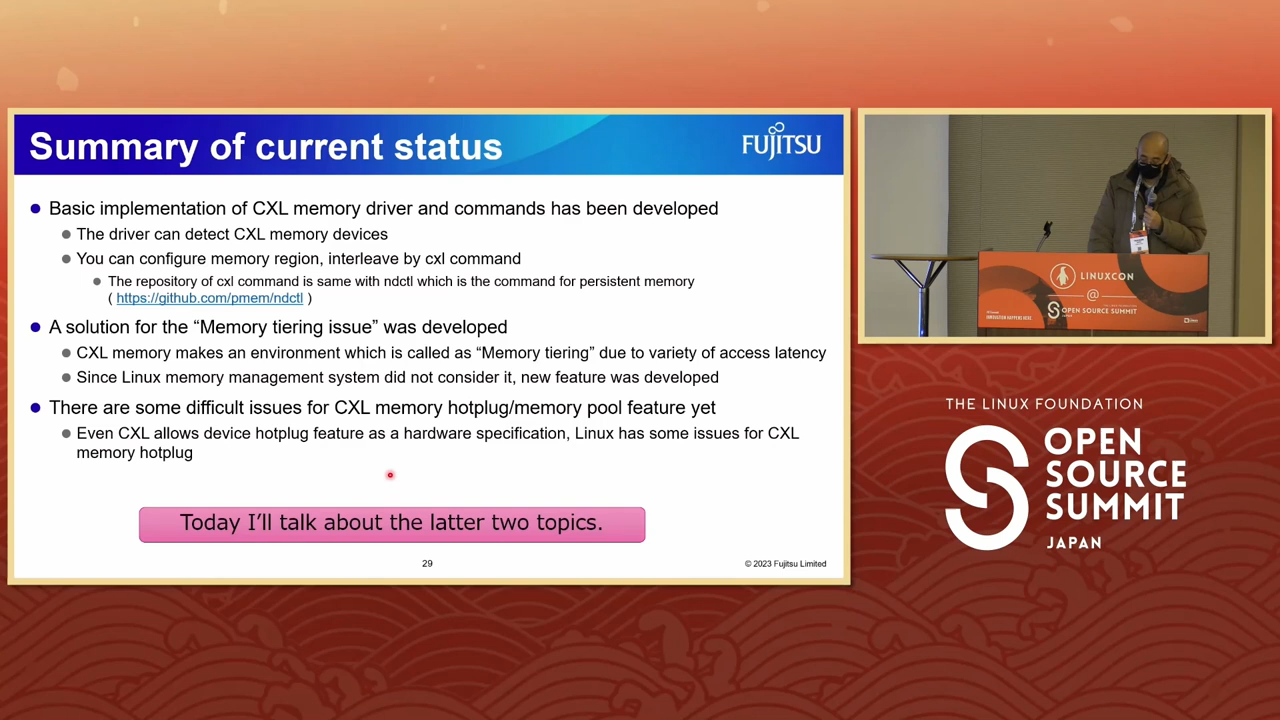 Summary of current status
FUJITSU
Basic implementation of CXL memory driver and commands has been developed
The driver can detect CXL memory devices
You can configure memory region, interleave by cxl command
The repository of cxl command is same with ndctl which is the command for persistent memory
( https://github.com/pmem/ndctl )
A solution for the “Memory tiering issue” was developed
CXL memory makes an environment which is called as “Memory tiering” due to variety of access latency
Since Linux memory management system did not consider it, new feature was developed
There are some difficult issues for CXL memory hotplug/memory pool feature yet
Even CXL allows device hotplug feature as a hardware specification, Linux has some issues for CXL
memory hotplug
Today I’ll talk about the latter two topics.
29
© 2023 Fujitsu Limited
LINUXCON
@
OPEN SOURCE SUMMIT
INNOVATION HAPPENS HERE
THE LINUX FOUNDATION
OPEN
SOURCE
SUMMIT
JAPAN